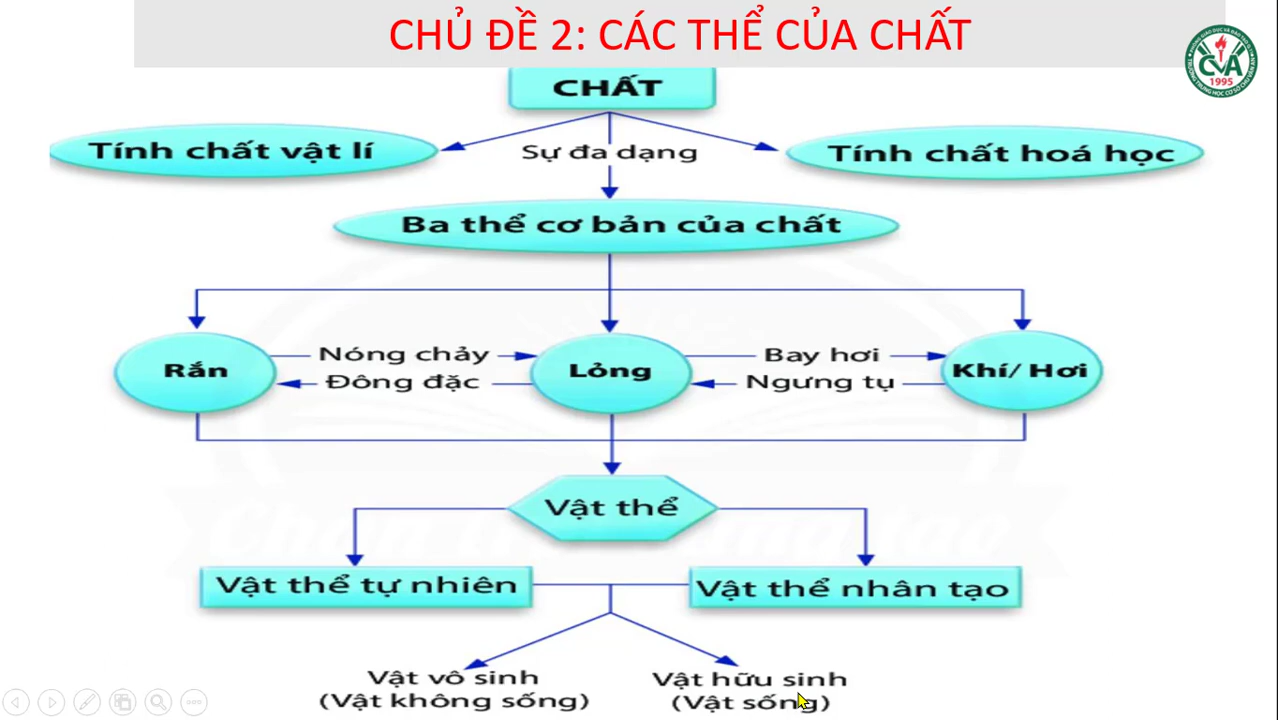 CHỦ ĐỀ 2: CÁC THỂ CỦA CHẤT
CVA
1995
CHẤT
Tính chất vật lí
Sự đa dạng
Tính chất hoá học
Ba thể cơ bản của chất
Rắn
Nóng chảy
Đông đặc
Lỏng
Bay hơi
Ngưng tụ
Khí/ Hơi
Vật thể
Vật thể tự nhiên
Vật thể nhân tạo
Vật vô sinh
(Vật không sống)
Vật hữu sinh
(Vật sống)